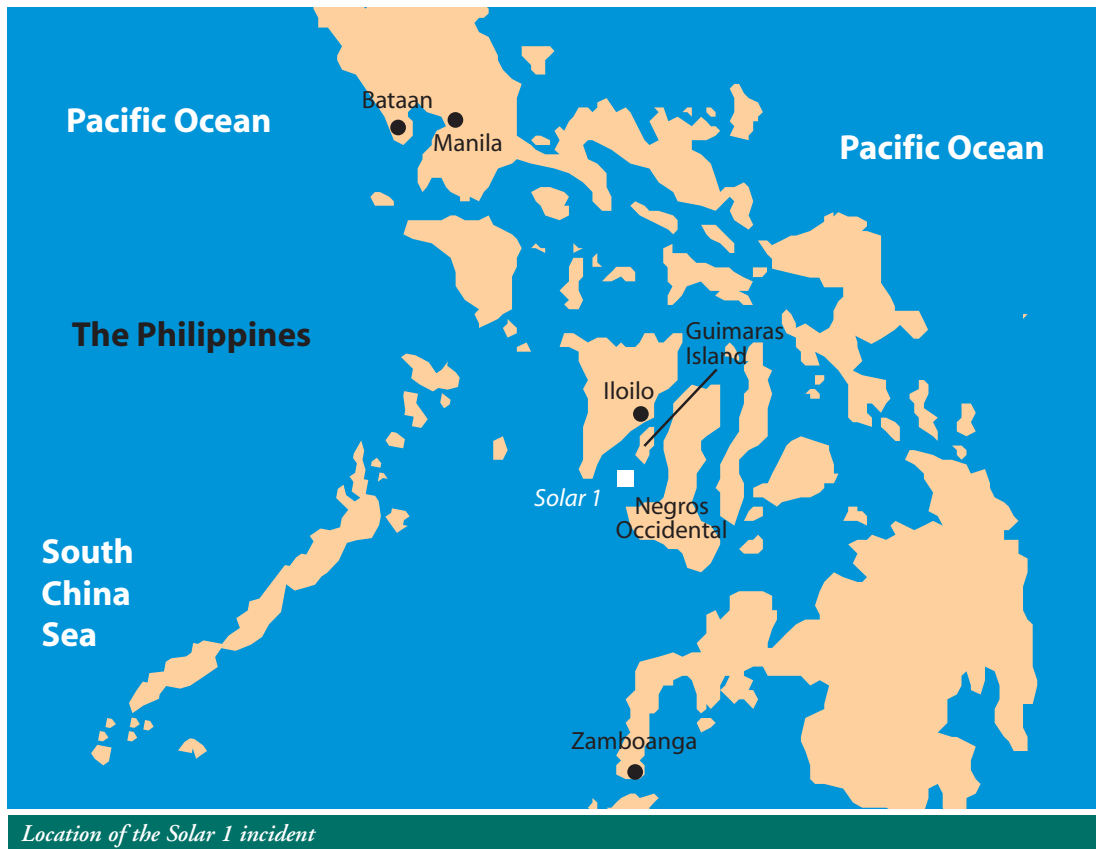 Bataan
Pacific Ocean
Manila
Pacific Ocean
The Philippines
Guimaras
Island
Iloilo
Solar 1
Negros
Occidental
South
China
Sea
Zamboanga
Location of the Solar 1 incident